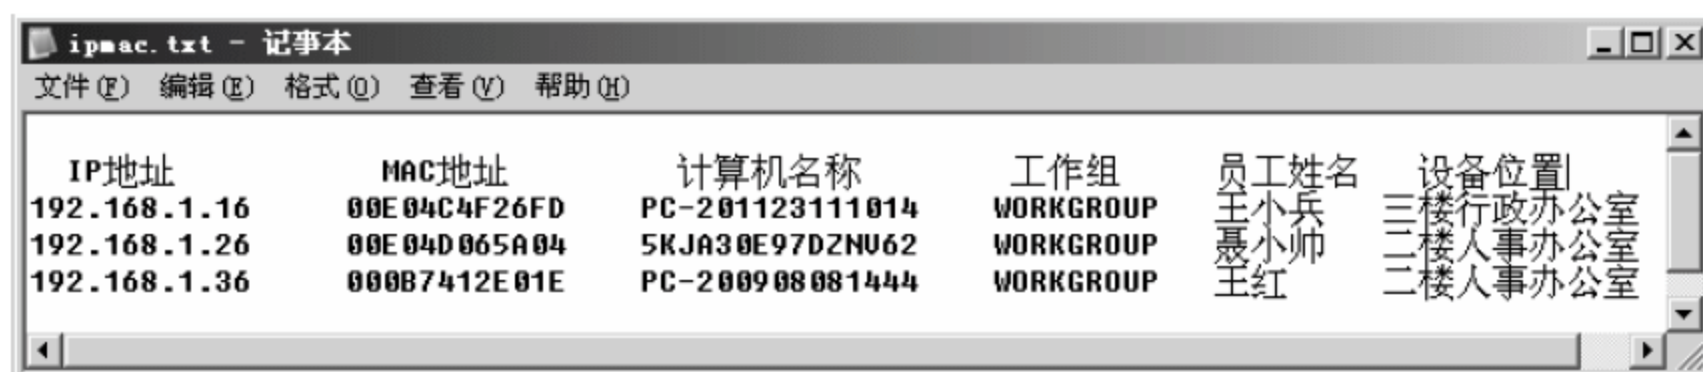 ipmac.txt - 记事本
文件(F) 编辑(E) 格式(O) 查看(V) 帮助(H)
IP地址 MAC地址 计算机名称 工作组 员工姓名 设备位置
192.168.1.16 00E04C4F26FD PC-201123111014 WORKGROUP 王小兵 三楼行政办公室
192.168.1.26 00E04D065A04 5KJA30E97DZNV62 WORKGROUP 聂小帅 二楼人事办公室
192.168.1.36 000B7412E01E PC-200908081444 WORKGROUP 王红 二楼人事办公室